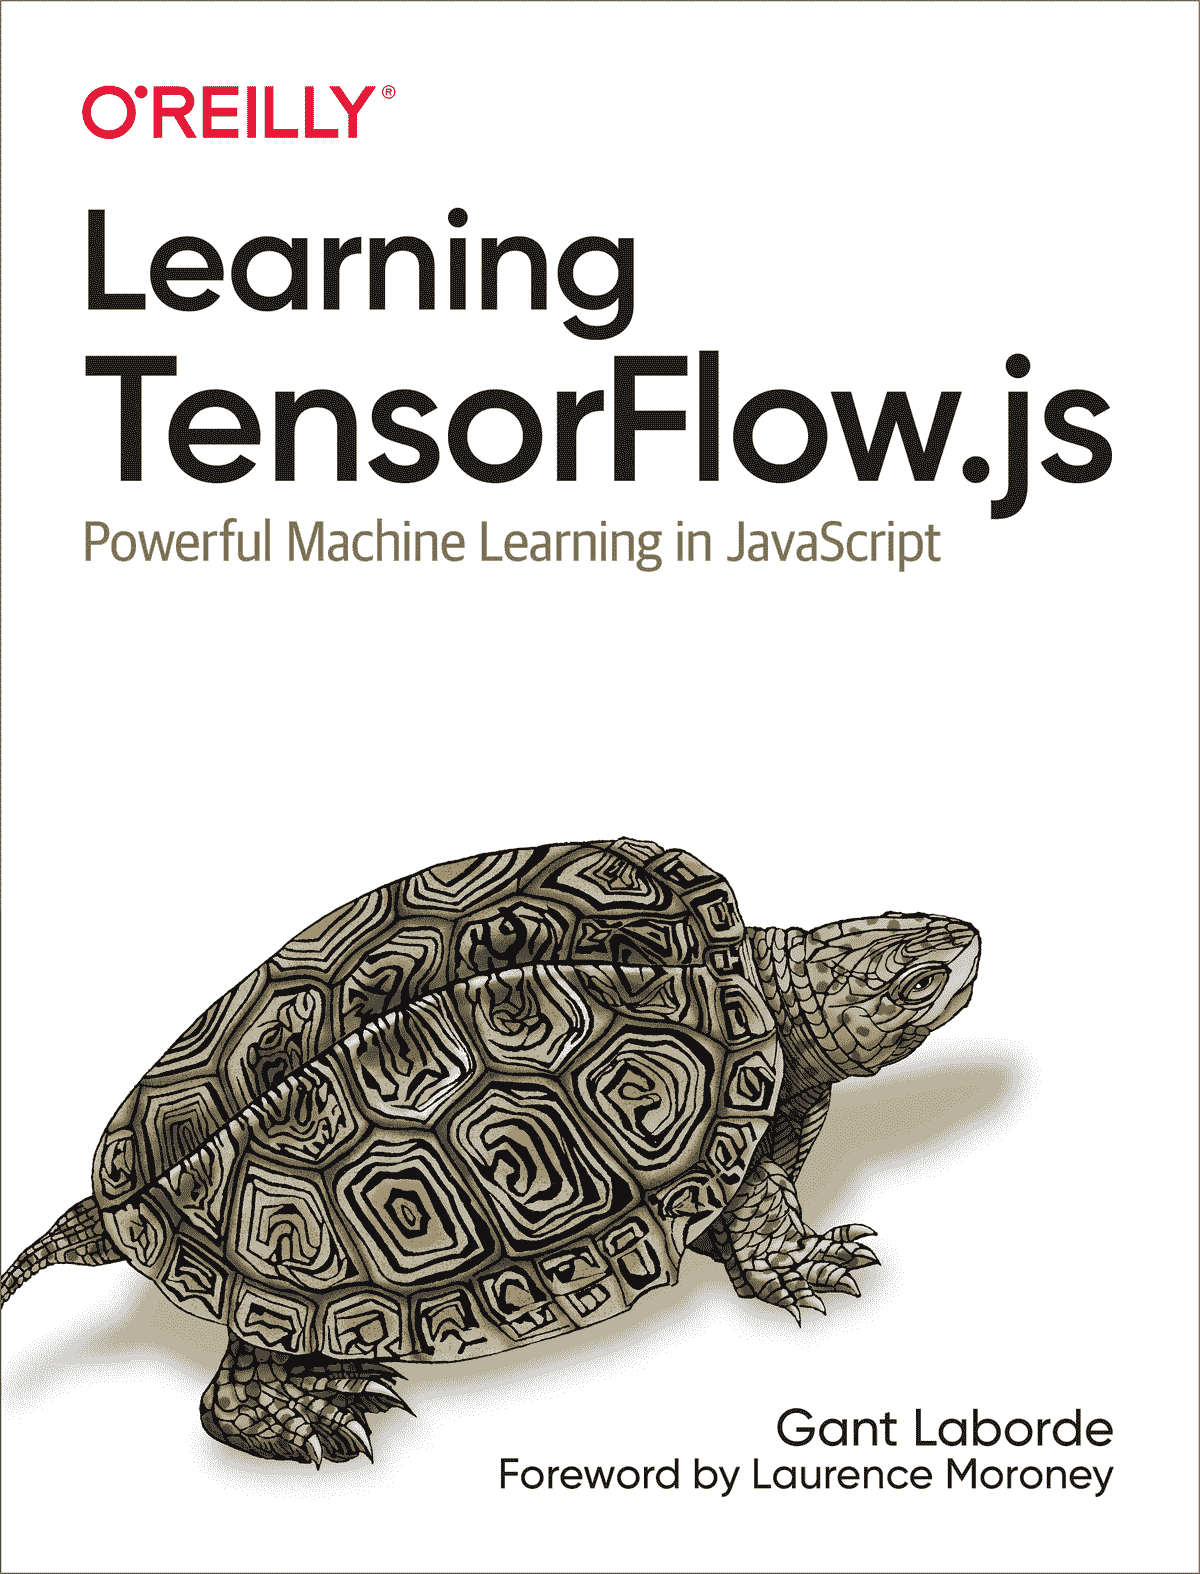 O'REILLY®
Learning
TensorFlow.js
Powerful Machine Learning in JavaScript
Gant Laborde
Foreword by Laurence Moroney